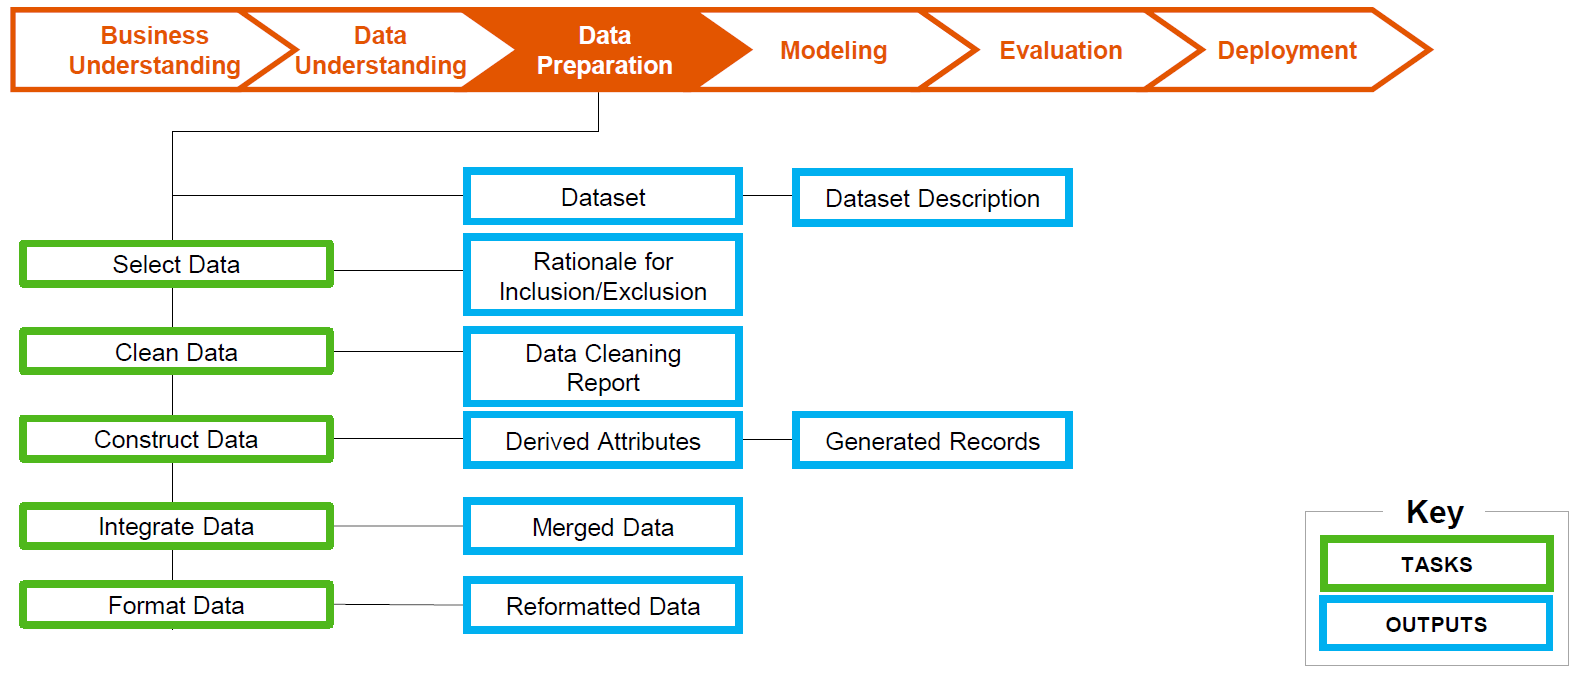 Business
Understanding
Data
Understanding
Data
Preparation
Modeling
Evaluation
Deployment
Dataset
Dataset Description
Select Data
Rationale for
Inclusion/Exclusion
Clean Data
Data Cleaning
Report
Construct Data
Derived Attributes
Generated Records
Integrate Data
Merged Data
Format Data
Reformatted Data
Key
TASKS
OUTPUTS